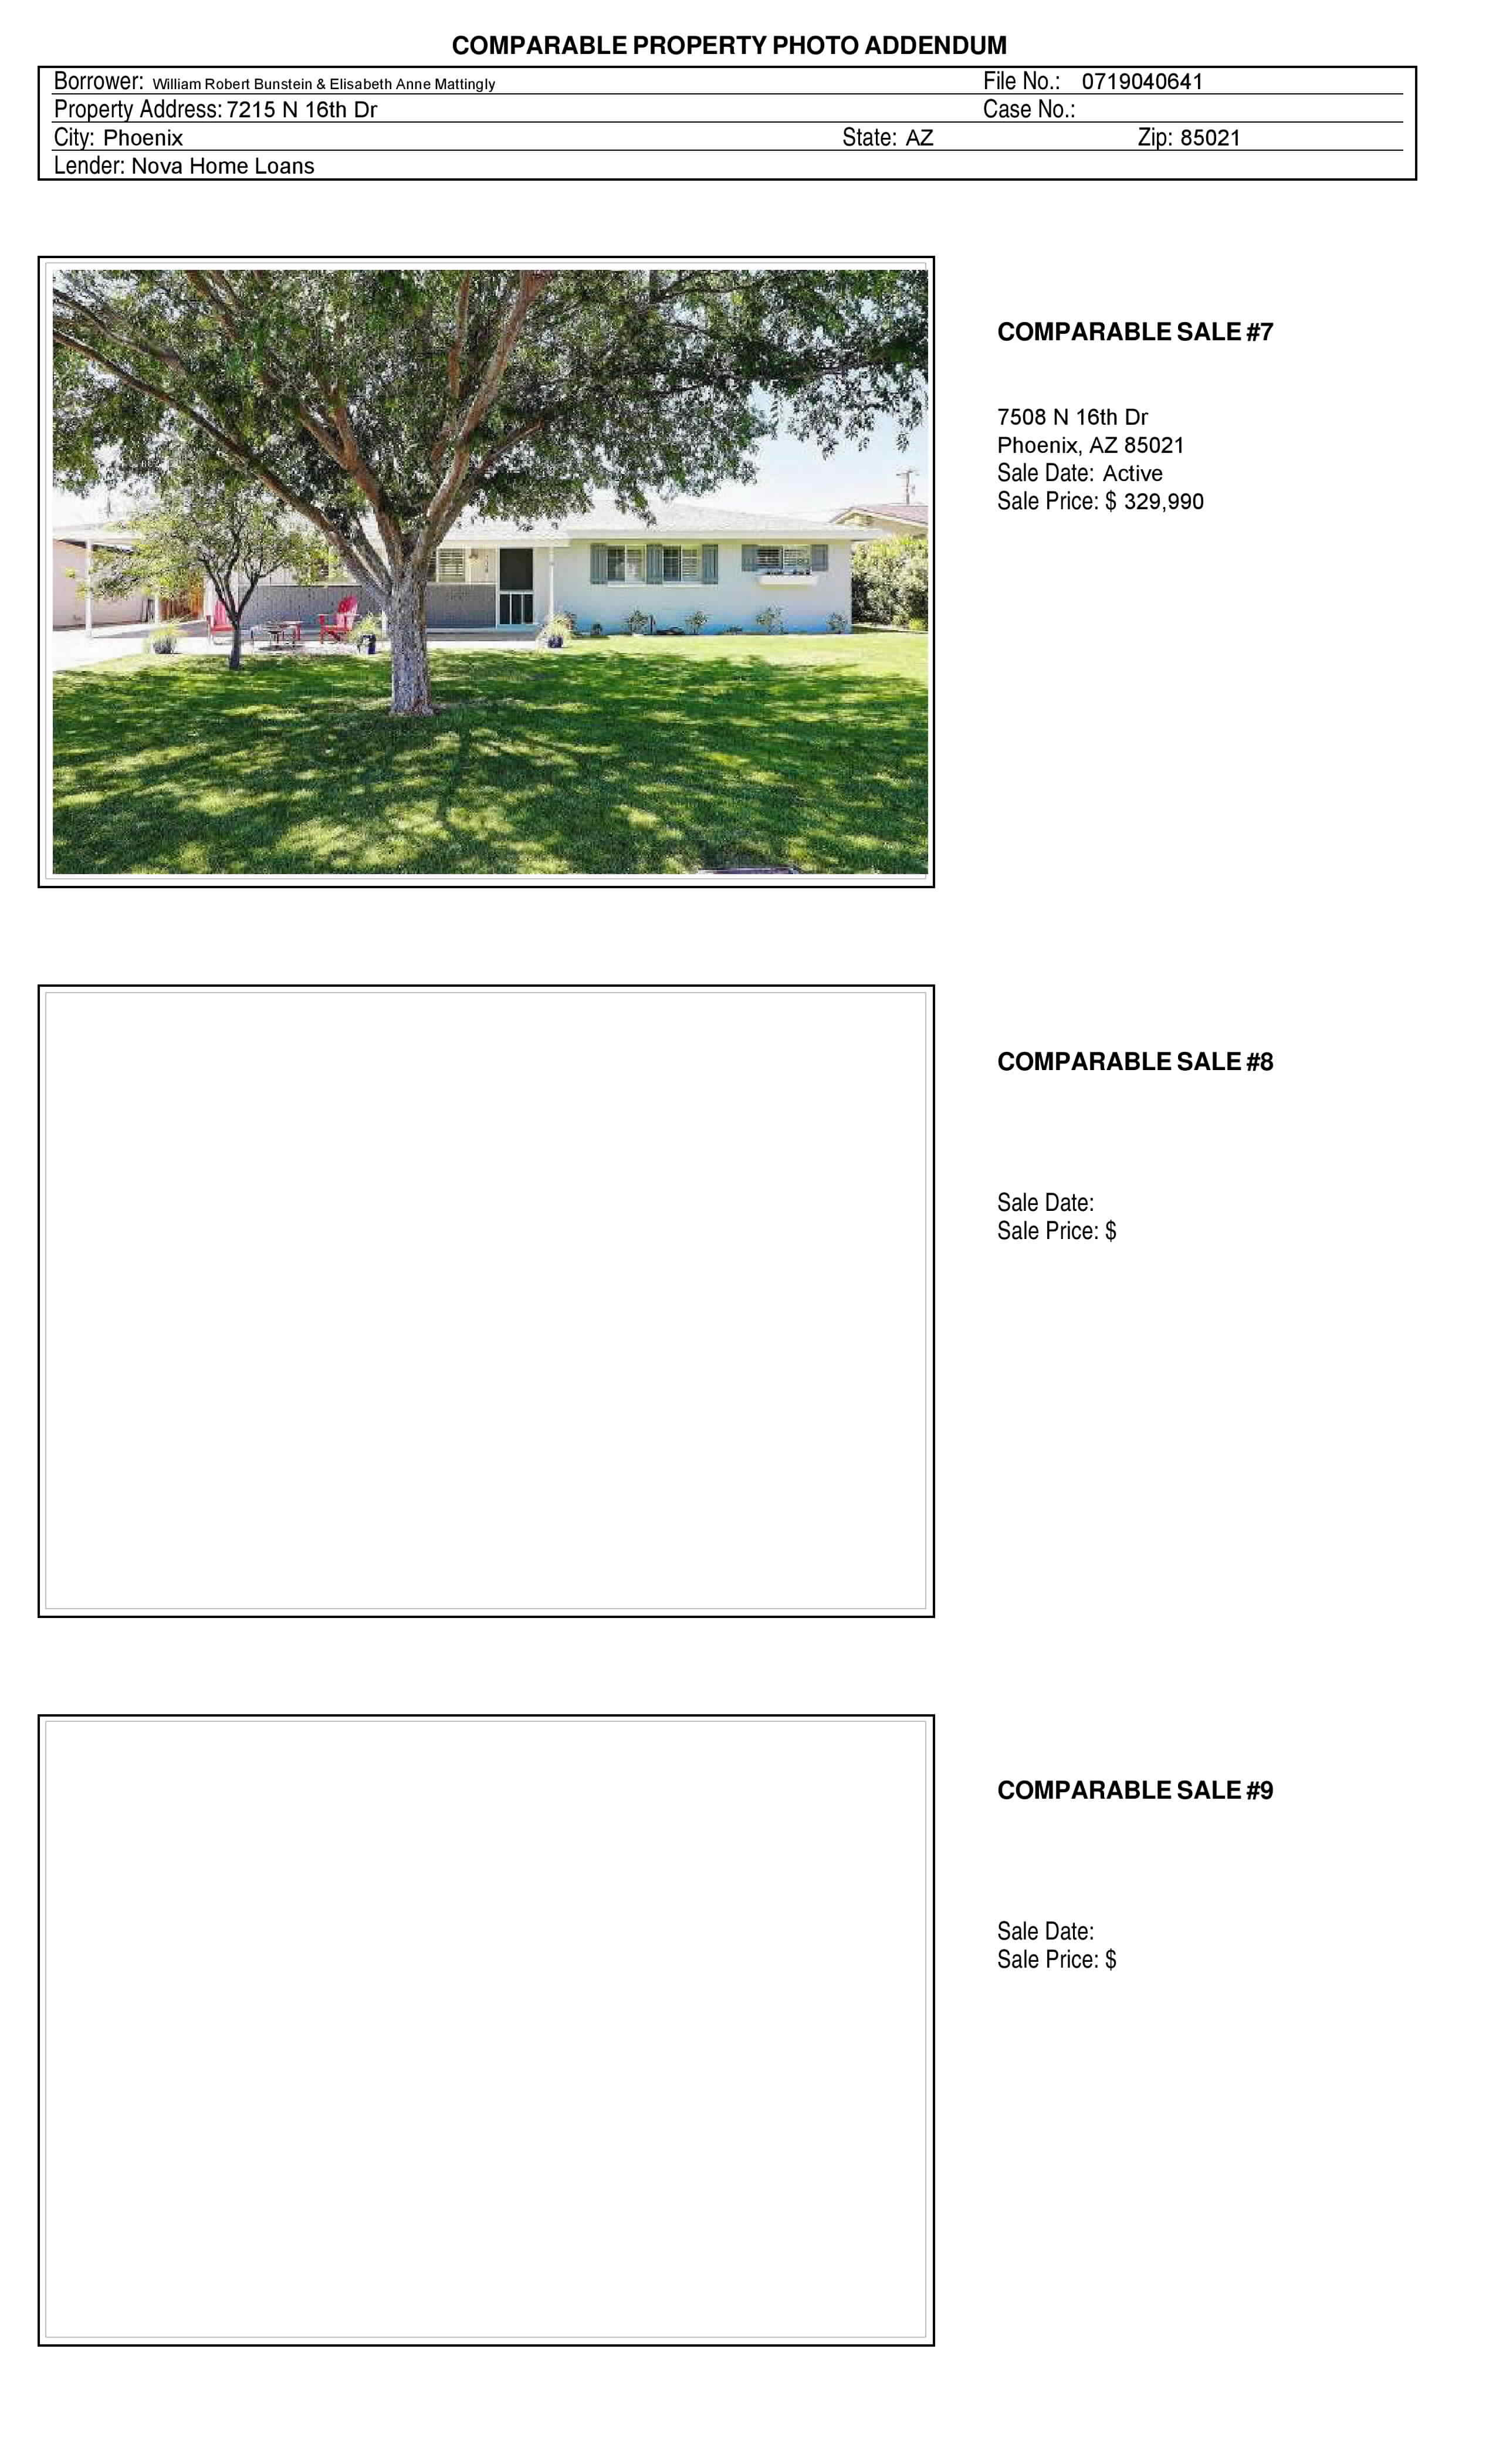 COMPARABLE PROPERTY PHOTO ADDENDUM
Borrower: William Robert Bunstein & Elisabeth Anne Mattingly File No.: 0719040641
Property Address: 7215 N 16th Dr Case No.:
City: Phoenix State: AZ Zip: 85021
Lender: Nova Home Loans
COMPARABLE SALE #7
7508 N 16th Dr
Phoenix, AZ 85021
Sale Date: Active
Sale Price: $ 329,990
COMPARABLE SALE #8
Sale Date:
Sale Price: $
COMPARABLE SALE #9
Sale Date:
Sale Price: $